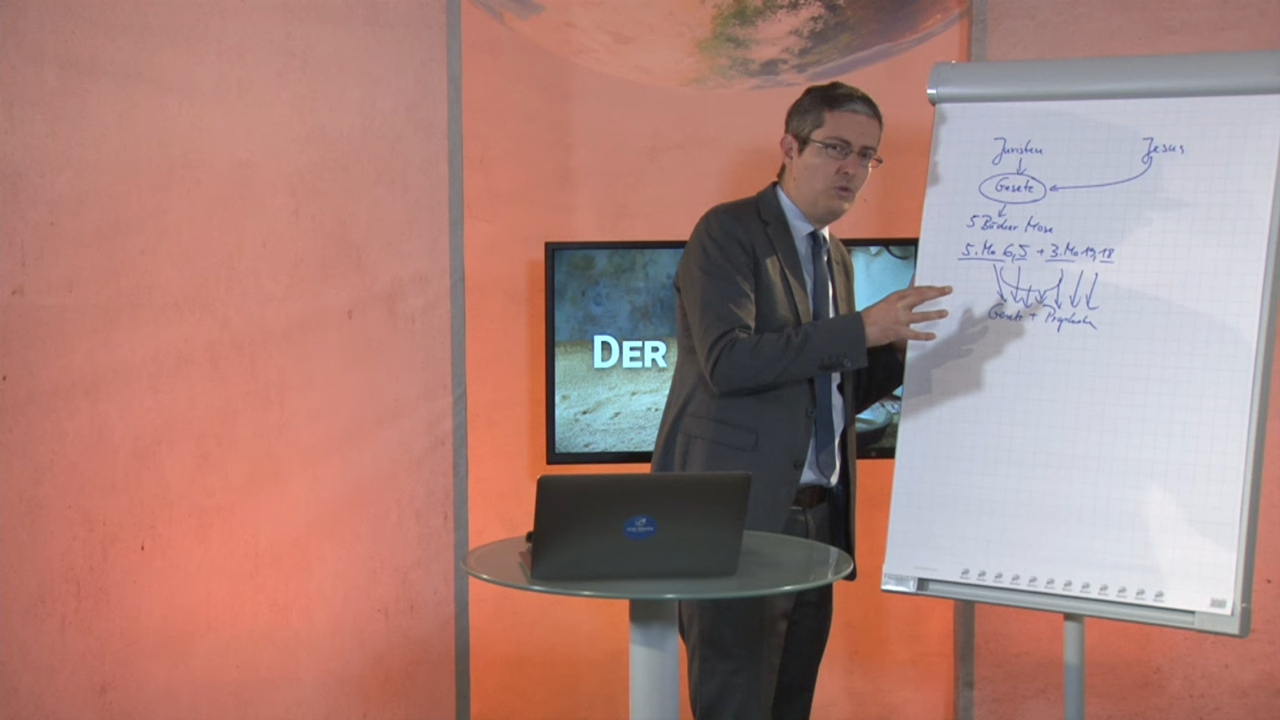 Juristen Jesus
Gesetz
5 Bücher Mose
5.Mo 6,5 + 3.Mo 19,18
Gesetz + Propheten
DER